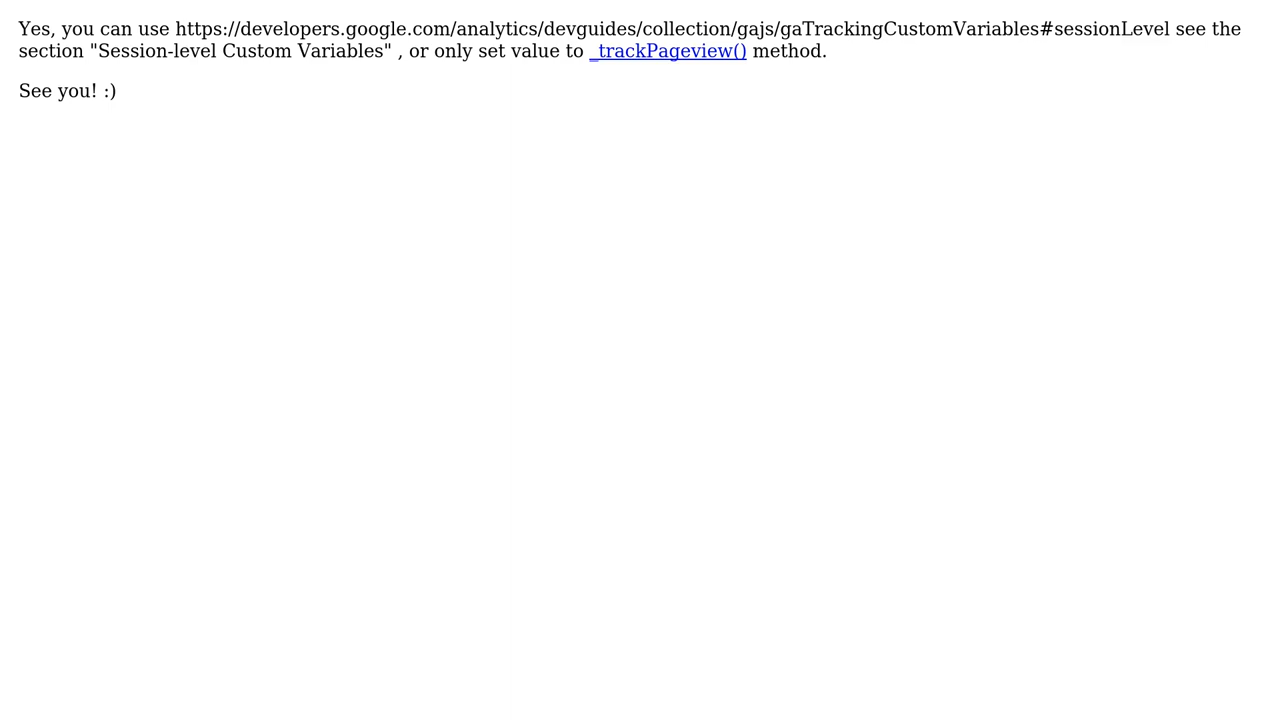 Yes, you can use https://developers.google.com/analytics/devguides/collection/gajs/gaTrackingCustomVariables#sessionLevel see the
section "Session-level Custom Variables" , or only set value to _trackPageview() method.
See you! :)